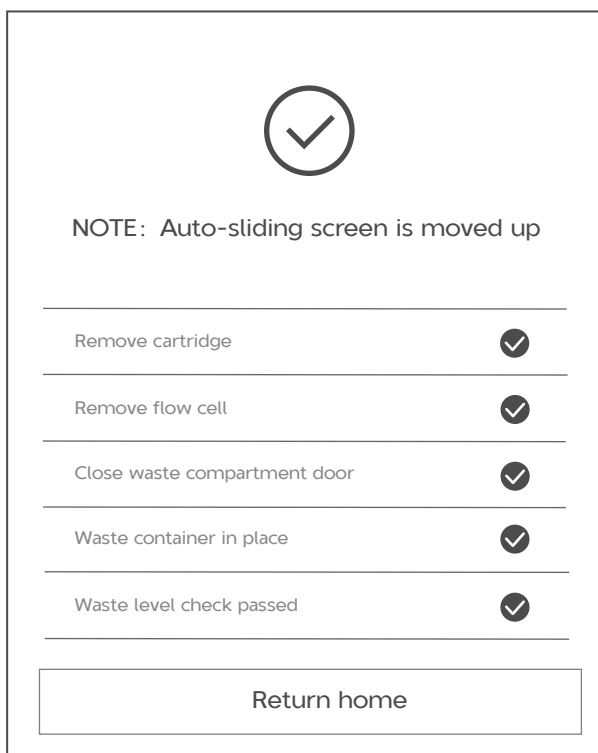 NOTE: Auto-sliding screen is moved up
Remove cartridge
Remove flow cell
Close waste compartment door
Waste container in place
Waste level check passed
Return home